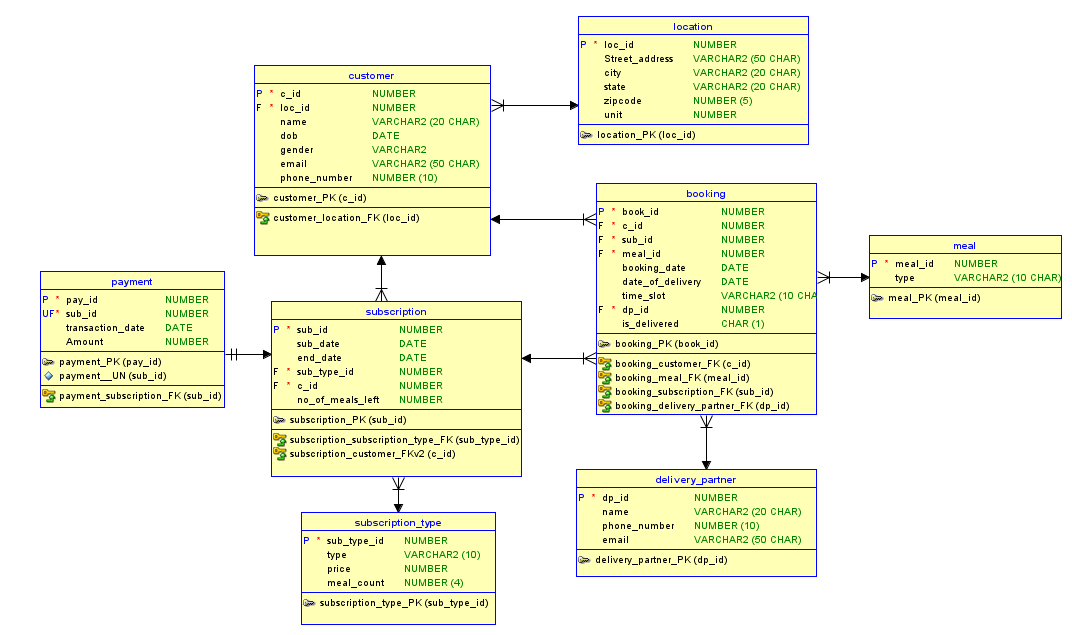 location
P * loc_id NUMBER
Street_address VARCHAR2 (50 CHAR)
city VARCHAR2 (20 CHAR)
state VARCHAR2 (20 CHAR)
zipcode NUMBER (5)
unit NUMBER
location_PK (loc_id)
customer
P * c_id NUMBER
F * loc_id NUMBER
name VARCHAR2 (20 CHAR)
dob DATE
gender VARCHAR2
email VARCHAR2 (50 CHAR)
phone_number NUMBER (10)
customer_PK (c_id)
customer_location_FK (loc_id)
booking
P * book_id NUMBER
F * c_id NUMBER
F * sub_id NUMBER
F * meal_id NUMBER
booking_date DATE
date_of_delivery DATE
time_slot VARCHAR2 (10 CHA
F * dp_id NUMBER
is_delivered CHAR (1)
booking_PK (book_id)
booking_customer_FK (c_id)
booking_meal_FK (meal_id)
booking_subscription_FK (sub_id)
booking_delivery_partner_FK (dp_id)
meal
P * meal_id NUMBER
type VARCHAR2 (10 CHAR)
meal_PK (meal_id)
payment
P * pay_id NUMBER
UF* sub_id NUMBER
transaction_date DATE
Amount NUMBER
payment_PK (pay_id)
payment__UN (sub_id)
payment_subscription_FK (sub_id)
subscription
P * sub_id NUMBER
sub_date DATE
end_date DATE
F * sub_type_id NUMBER
F * c_id NUMBER
no_of_meals_left NUMBER
subscription_PK (sub_id)
subscription_subscription_type_FK (sub_type_id)
subscription_customer_FKv2 (c_id)
delivery_partner
P * dp_id NUMBER
name VARCHAR2 (20 CHAR)
phone_number NUMBER (10)
email VARCHAR2 (50 CHAR)
delivery_partner_PK (dp_id)
subscription_type
P * sub_type_id NUMBER
type VARCHAR2 (10)
price NUMBER
meal_count NUMBER (4)
subscription_type_PK (sub_type_id)